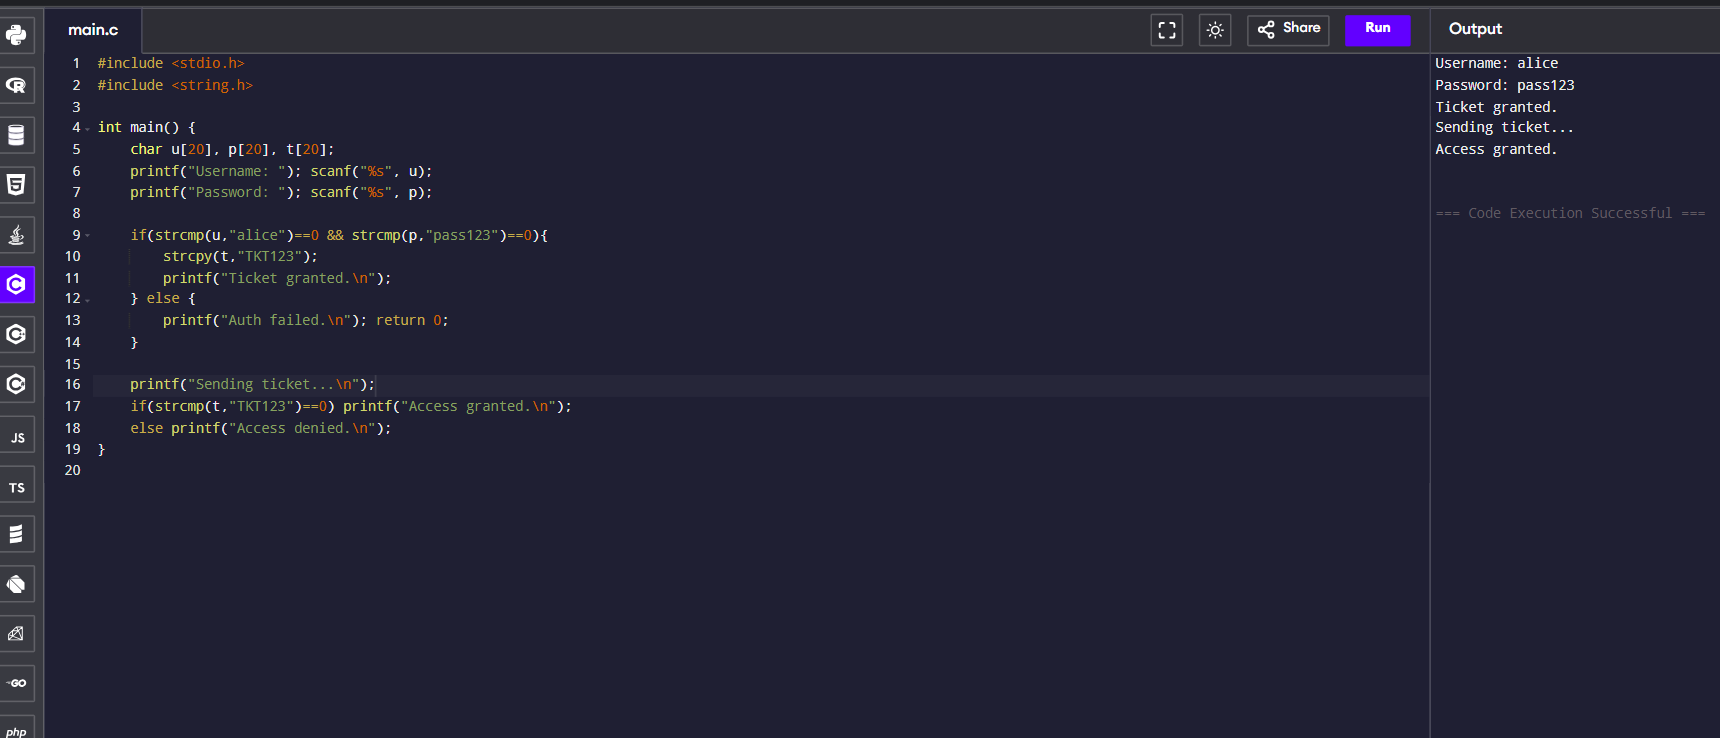 main.c
Share
Run
Output
1 #include <stdio.h>
2 #include <string.h>
3
4 int main() {
5 char u[20], p[20], t[20];
6 printf("Username: "); scanf("%s", u);
7 printf("Password: "); scanf("%s", p);
8
9 if(strcmp(u,"alice")==0 && strcmp(p,"pass123")==0){
10 strcpy(t,"TKT123");
11 printf("Ticket granted.\n");
12 } else {
13 printf("Auth failed.\n"); return 0;
14 }
15
16 printf("Sending ticket...\n");
17 if(strcmp(t,"TKT123")==0) printf("Access granted.\n");
18 else printf("Access denied.\n");
19 }
20
Username: alice
Password: pass123
Ticket granted.
Sending ticket...
Access granted.
=== Code Execution Successful ===
JS
TS
GO
php